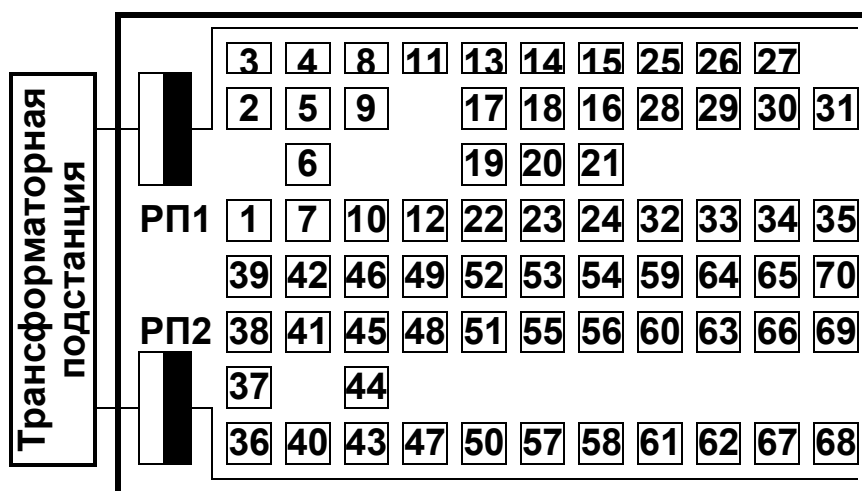 Трансформаторная
подстанция
3 4 8 11 13 14 15 25 26 27
2 5 9 17 18 16 28 29 30 31
6 19 20 21
РП1 1 7 10 12 22 23 24 32 33 34 35
39 42 46 49 52 53 54 59 64 65 70
РП2 38 41 45 48 51 55 56 60 63 66 69
37 44
36 40 43 47 50 57 58 61 62 67 68